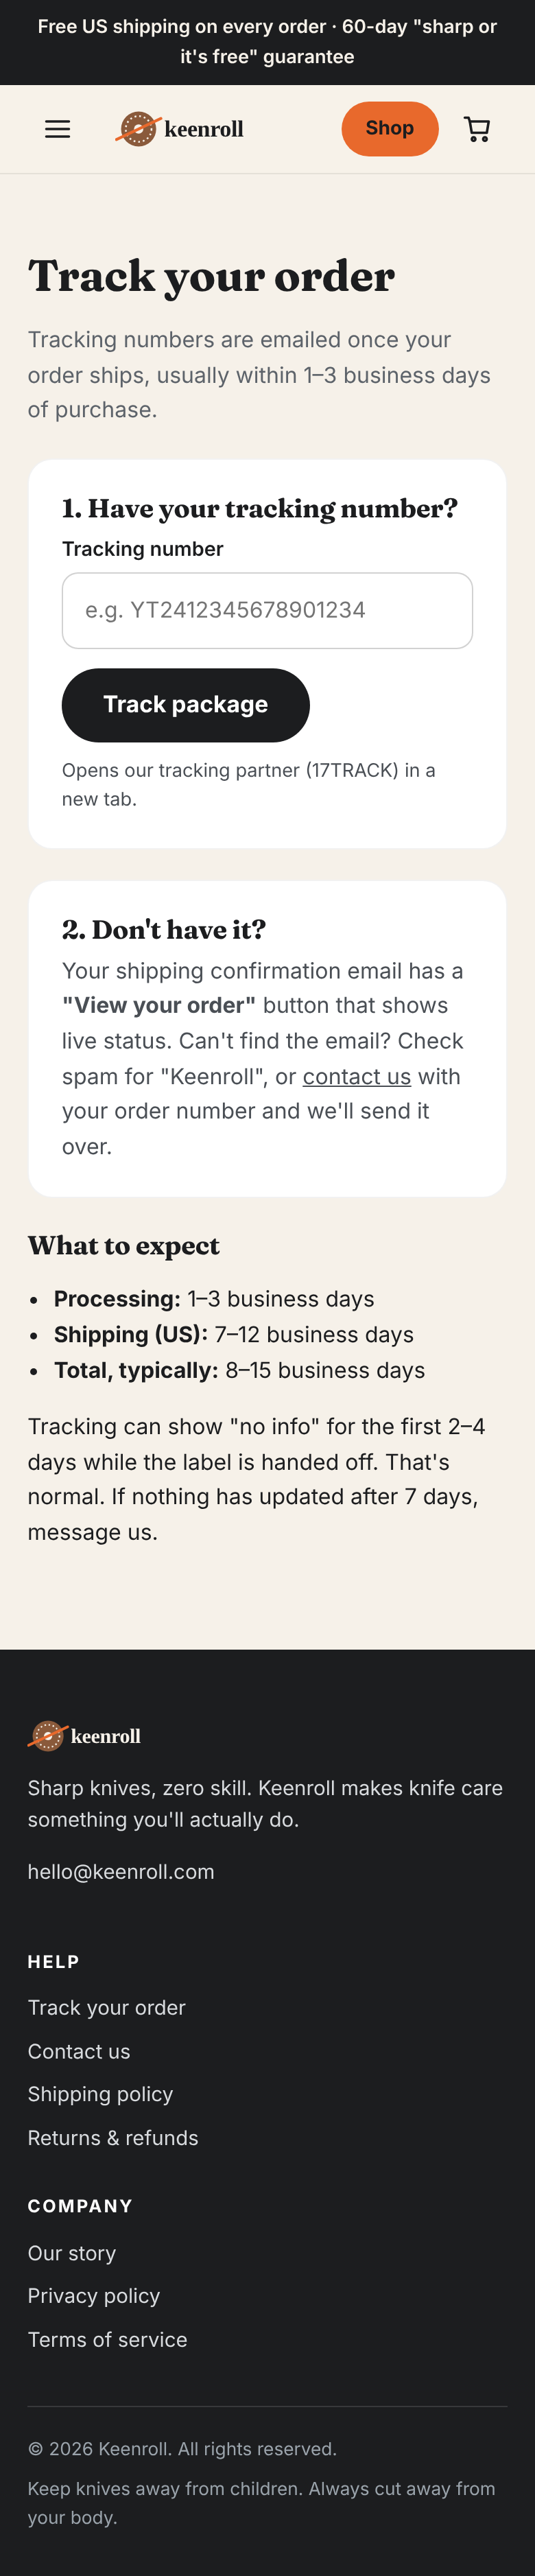 Free US shipping on every order · 60-day "sharp or
it's free" guarantee
keenroll
Shop
Track your order
Tracking numbers are emailed once your
order ships, usually within 1–3 business days
of purchase.
1. Have your tracking number?
Tracking number
e.g. YT2412345678901234
Track package
Opens our tracking partner (17TRACK) in a
new tab.
2. Don't have it?
Your shipping confirmation email has a
"View your order" button that shows
live status. Can't find the email? Check
spam for "Keenroll", or contact us with
your order number and we'll send it
over.
What to expect
• Processing: 1–3 business days
• Shipping (US): 7–12 business days
• Total, typically: 8–15 business days
Tracking can show "no info" for the first 2–4
days while the label is handed off. That's
normal. If nothing has updated after 7 days,
message us.
keenroll
Sharp knives, zero skill. Keenroll makes knife care
something you'll actually do.
hello@keenroll.com
HELP
Track your order
Contact us
Shipping policy
Returns & refunds
COMPANY
Our story
Privacy policy
Terms of service
© 2026 Keenroll. All rights reserved.
Keep knives away from children. Always cut away from
your body.